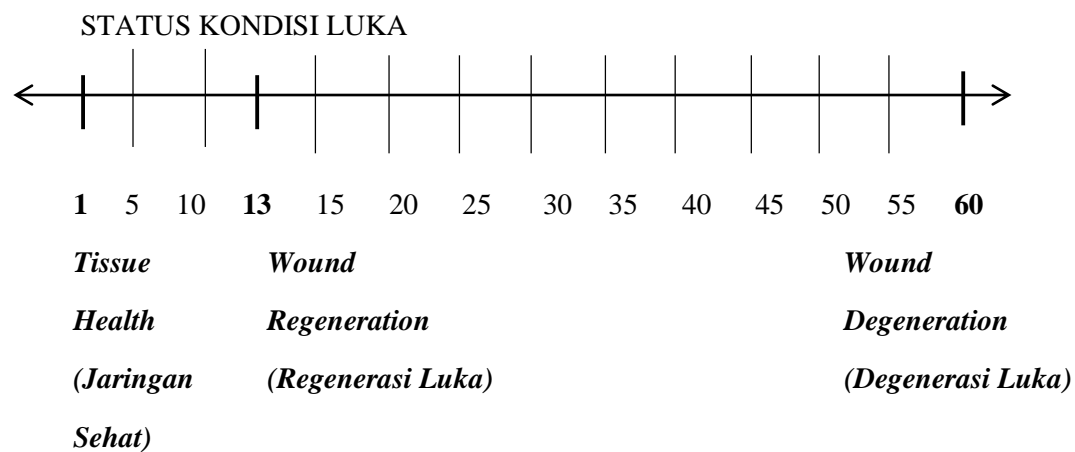 STATUS KONDISI LUKA
1 5 10 13 15 20 25 30 35 40 45 50 55 60
Tissue Wound Wound
Health Regeneration Degeneration
(Jaringan (Regenerasi Luka) (Degenerasi Luka)
Sehat)